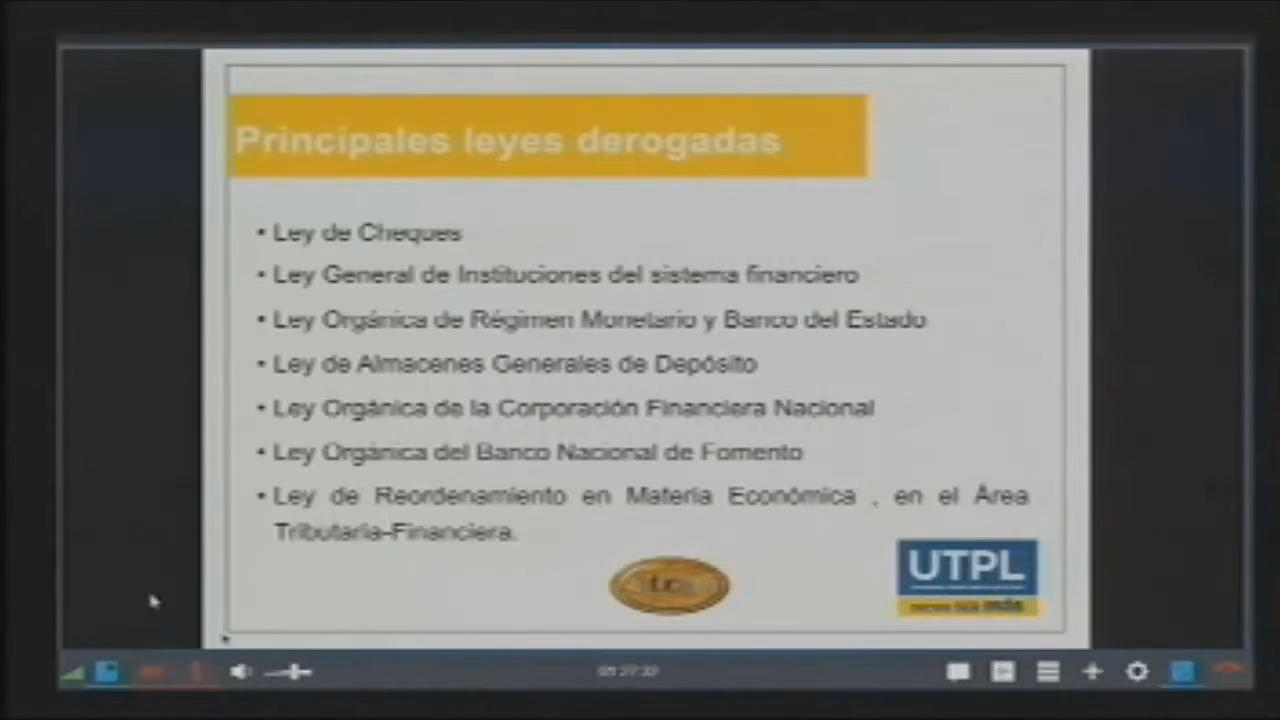 Principales leyes derogadas
• Ley de Cheques
• Ley General de Instituciones del sistema financiero
• Ley Orgánica de Régimen Monetario y Banco del Estado
• Ley de Almacenes Generales de Depósito
• Ley Orgánica de la Corporación Financiera Nacional
• Ley Orgánica del Banco Nacional de Fomento
• Ley de Reordenamiento en Materia Económica , en el Área
Tributaria-Financiera.
UTPL
más